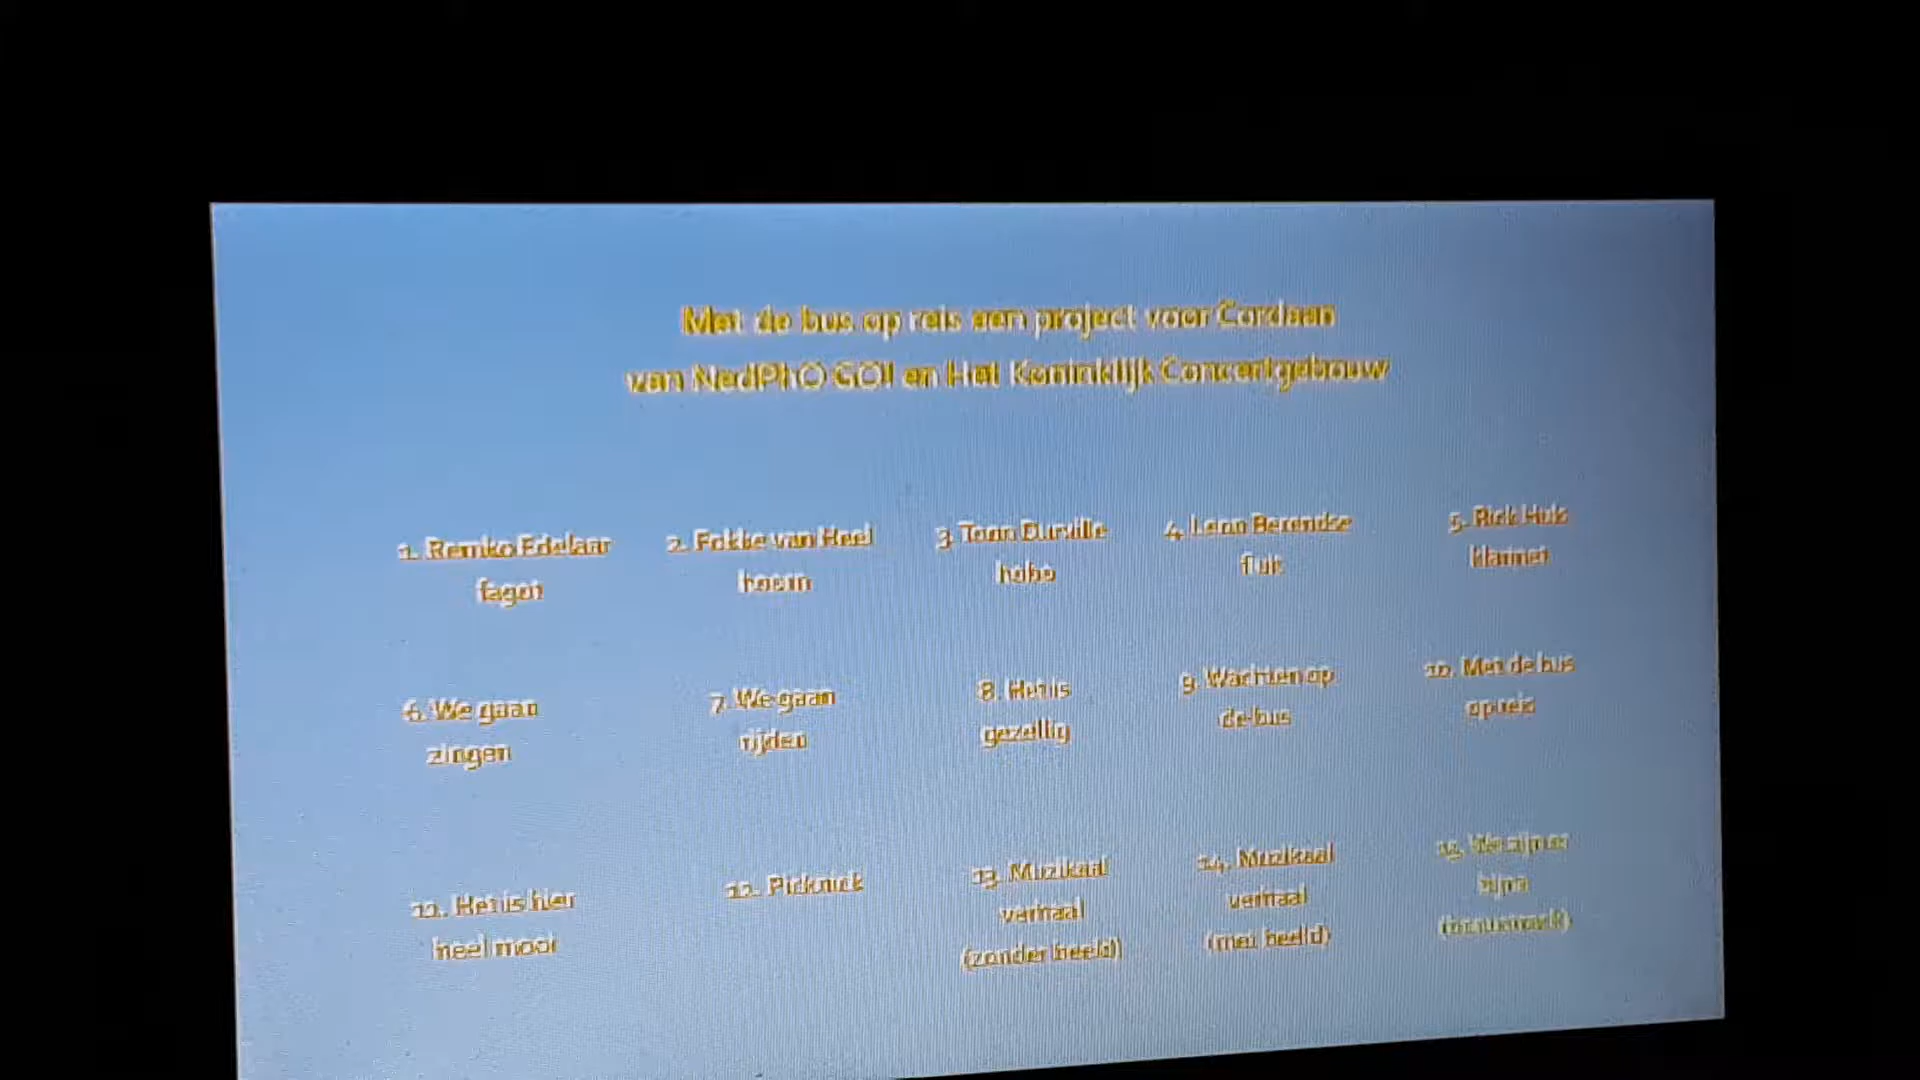 Met de bus op reis een project voor Cordaan
van NedPhO GO! en Het Koninklijk Concertgebouw
1. Remko Edelaar
fagot
2. Fokke van Heel
hoorn
3 Toon Durville
hobo
4. Leon Berendse
fluit
5. Rick Huls
klarinet
6. We gaan
zingen
7. We gaan
rijden
8. Het is
gezellig
9. Wachten op
de bus
10. Met de bus
op reis
11. Het is hier
heel mooi
12. Picknick
13. Muzikaal
verhaal
(zonder beeld)
14. Muzikaal
verhaal
(met beeld)
15. We zijn er
bijna
(bonustrack)